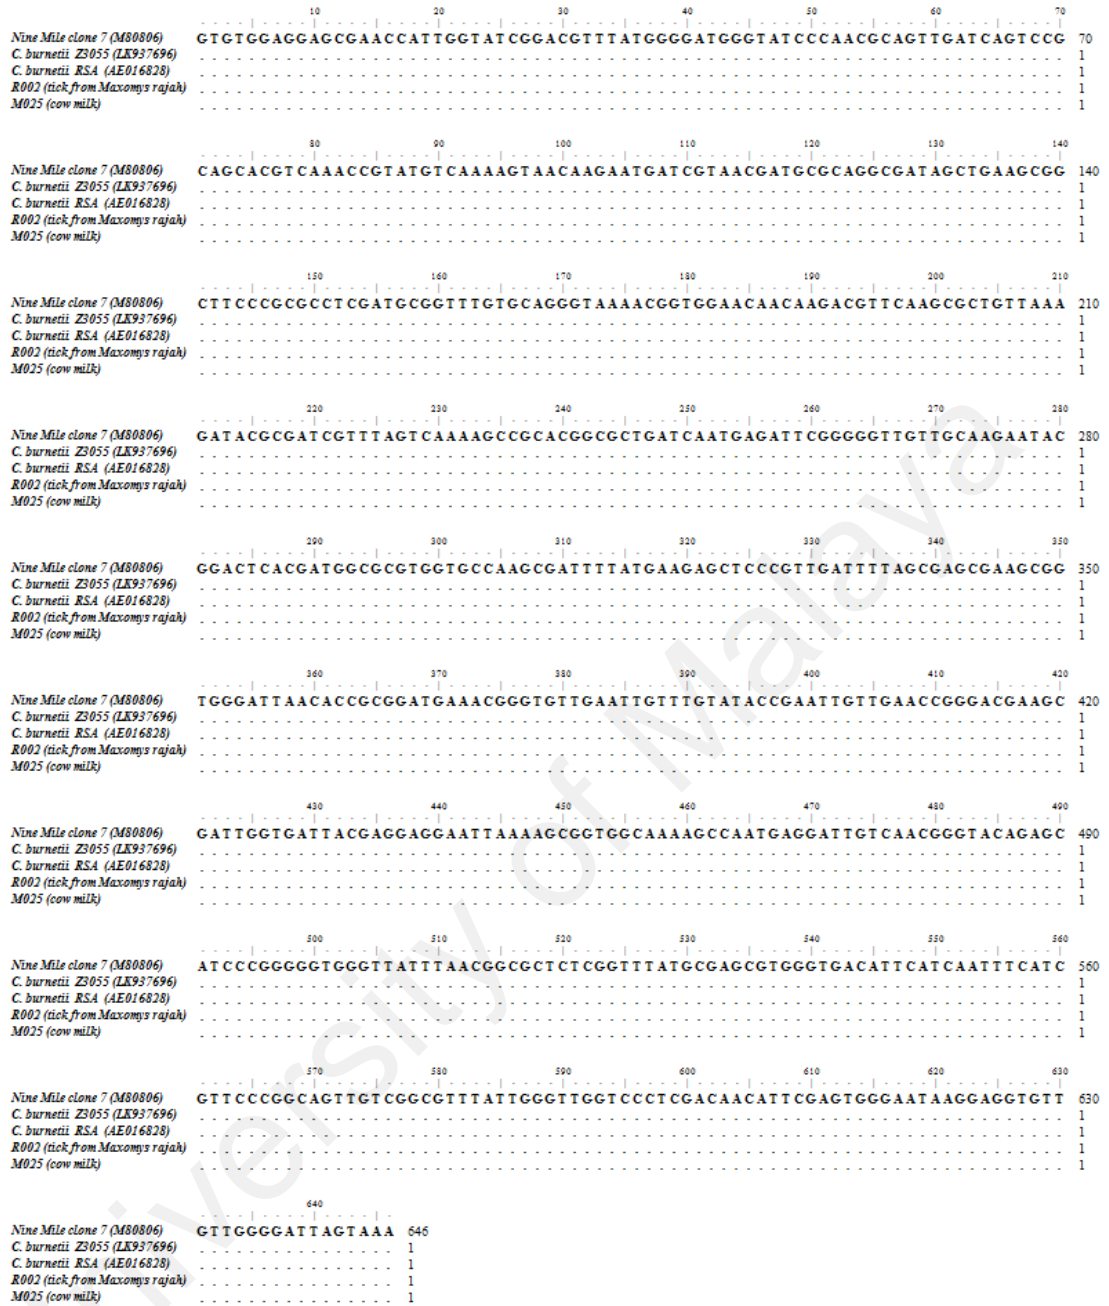 10 20 30 40 50 60 70
Nine Mile clone 7 (M80806) GTGTGGAGGAGCGAACCATTGGTATCGGACGTTTATGGGGATGGGTATCCCAACGCAGTTGATCAGTCCG 70
C. burnetii Z3055 (LK937696) 1
C. burnetii RSA (AE016828) 1
R002 (tick from Maxomys rajah) 1
M025 (cow milk) 1
80 90 100 110 120 130 140
Nine Mile clone 7 (M80806) CAGCACGTCAAACCGTATGTCAAAAGTAACAAGAATGATCGTAACGATGCGCAGGCGATAGCTGAAGCGG 140
C. burnetii Z3055 (LK937696) 1
C. burnetii RSA (AE016828) 1
R002 (tick from Maxomys rajah) 1
M025 (cow milk) 1
150 160 170 180 190 200 210
Nine Mile clone 7 (M80806) CTTCCCGCGCCTCGATGCGGTTTGTGCAGGGTAAAACGGTGGAACAACAAGACGTTCAAGCGCTGTTAAA 210
C. burnetii Z3055 (LK937696) 1
C. burnetii RSA (AE016828) 1
R002 (tick from Maxomys rajah) 1
M025 (cow milk) 1
220 230 240 250 260 270 280
Nine Mile clone 7 (M80806) GATACGCGATCGTTTAGTCAAAAGCCGCACGGCGCTGATCAATGAGATTCGGGGGTTGTTGCAAGAATAC 280
C. burnetii Z3055 (LK937696) 1
C. burnetii RSA (AE016828) 1
R002 (tick from Maxomys rajah) 1
M025 (cow milk) 1
290 300 310 320 330 340 350
Nine Mile clone 7 (M80806) GGACTCACGATGGCGCGTGGTGCCAAGCGATTTTATGAAGAGCTCCCGTTGATTTTAGCGAGCGAAGCGG 350
C. burnetii Z3055 (LK937696) 1
C. burnetii RSA (AE016828) 1
R002 (tick from Maxomys rajah) 1
M025 (cow milk) 1
360 370 380 390 400 410 420
Nine Mile clone 7 (M80806) TGGGATTAACACCGCGGATGAAACGGGTGTTGAATTGTTTGTATACCGAATTGTTGAACCGGGACGAAGC 420
C. burnetii Z3055 (LK937696) 1
C. burnetii RSA (AE016828) 1
R002 (tick from Maxomys rajah) 1
M025 (cow milk) 1
430 440 450 460 470 480 490
Nine Mile clone 7 (M80806) GATTGGTGATTACGAGGAGGAATTAAAAGCGGTGGCAAAAGCCAATGAGGATTGTCAACGGGTACAGAGC 490
C. burnetii Z3055 (LK937696) 1
C. burnetii RSA (AE016828) 1
R002 (tick from Maxomys rajah) 1
M025 (cow milk) 1
500 510 520 530 540 550 560
Nine Mile clone 7 (M80806) ATCCCGGGGGTGGGTTATTTAACGGCGCTCTCGGTTTATGCGAGCGTGGGTGACATTCATCAATTTCATC 560
C. burnetii Z3055 (LK937696) 1
C. burnetii RSA (AE016828) 1
R002 (tick from Maxomys rajah) 1
M025 (cow milk) 1
570 580 590 600 610 620 630
Nine Mile clone 7 (M80806) GTTCCCGGCAGTTGTCGGCGTTTATTGGGTTGGTCCCTCGACAACATTCGAGTGGGAATAAGGAGGTGTT 630
C. burnetii Z3055 (LK937696) 1
C. burnetii RSA (AE016828) 1
R002 (tick from Maxomys rajah) 1
M025 (cow milk) 1
640
Nine Mile clone 7 (M80806) GTTGGGGATTAGTAAA 646
C. burnetii Z3055 (LK937696) 1
C. burnetii RSA (AE016828) 1
R002 (tick from Maxomys rajah) 1
M025 (cow milk) 1
University of Malaya